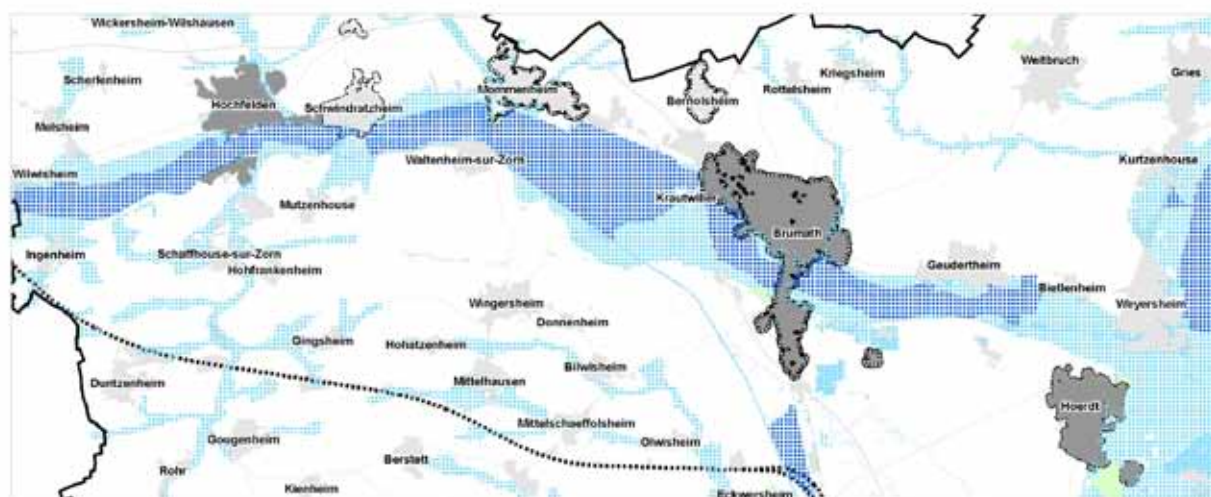 Wickersheim-Wilshausen
Scherlenheim
Melsheim
Hochfelden
Schwindratzheim
Mommenheim
Bernolsheim
Rottelsheim
Kriegsheim
Weitbruch
Gries
Wilwisheim
Waltenheim-sur-Zorn
Kurtzenhouse
Mutzenhouse
Krautwiller
Brumath
Ingenheim
Schaffhouse-sur-Zorn
Hohfrankenheim
Geudertheim
Bietlenheim
Weyersheim
Wingersheim
Donnenheim
Gingsheim
Hohatzenheim
Bilwisheim
Duntzenheim
Mittelhausen
Hoerdt
Mittelschaeffolsheim
Gougenheim
Olwisheim
Berstett
Rohr
Kienheim
Eckwersheim